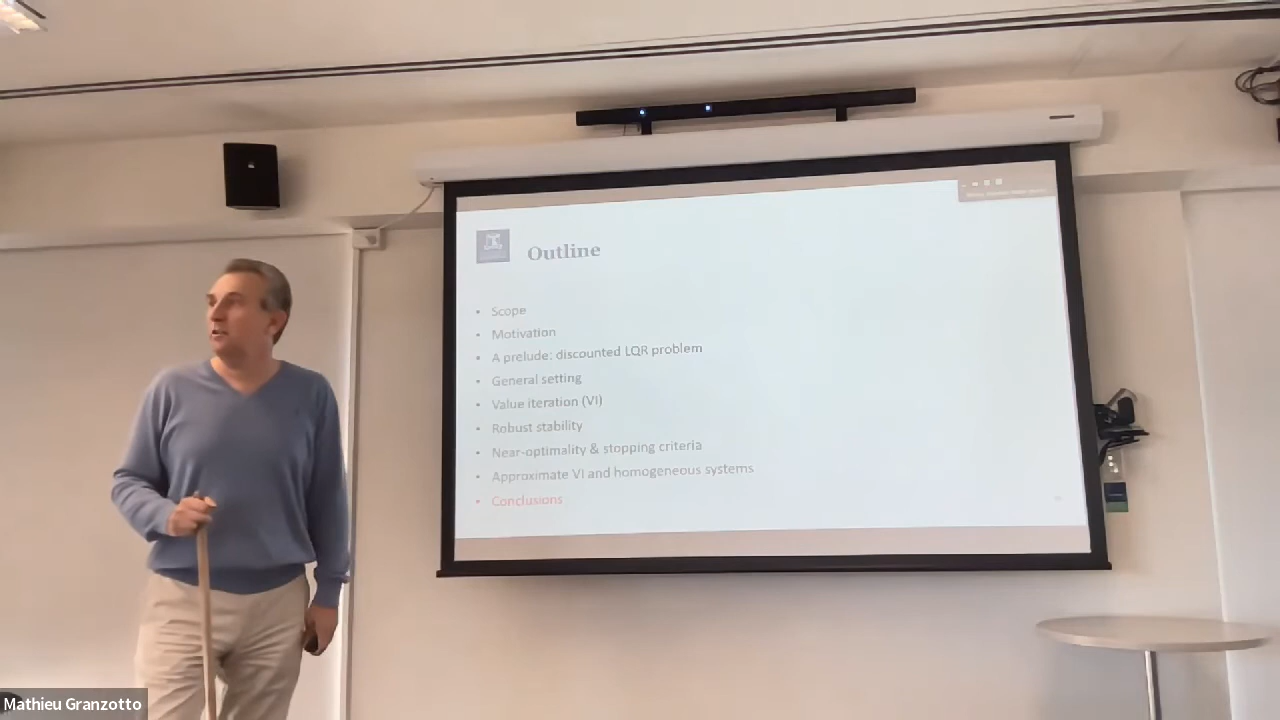 Outline
• Scope
• Motivation
• A prelude: discounted LQR problem
• General setting
• Value iteration (VI)
• Robust stability
• Near-optimality & stopping criteria
• Approximate VI and homogeneous systems
• Conclusions
Mathieu Granzotto